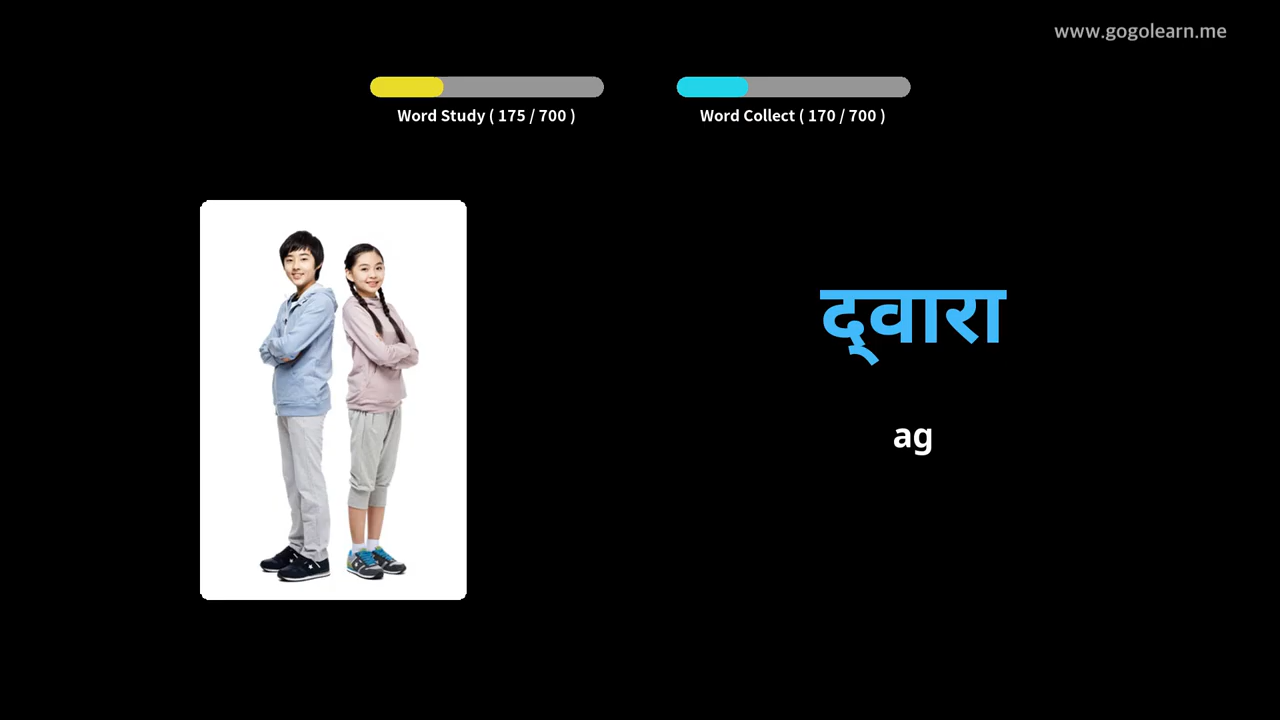 www.gogolearn.me
Word Study ( 175 / 700 )
Word Collect ( 170 / 700 )
द्‌वारा
ag